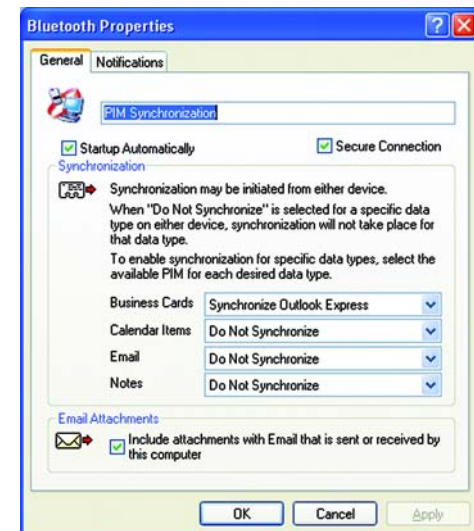 Bluetooth Properties
General Notifications
PIM Synchronization
Startup Automatically Secure Connection
Synchronization
Synchronization may be initiated from either device.
When "Do Not Synchronize" is selected for a specific data
type on either device, synchronization will not take place for
that data type.
To enable synchronization for specific data types, select the
available PIM for each desired data type.
Business Cards Synchronize Outlook Express
Calendar Items Do Not Synchronize
Email Do Not Synchronize
Notes Do Not Synchronize
Email Attachments
Include attachments with Email that is sent or received by
this computer
OK Cancel Apply